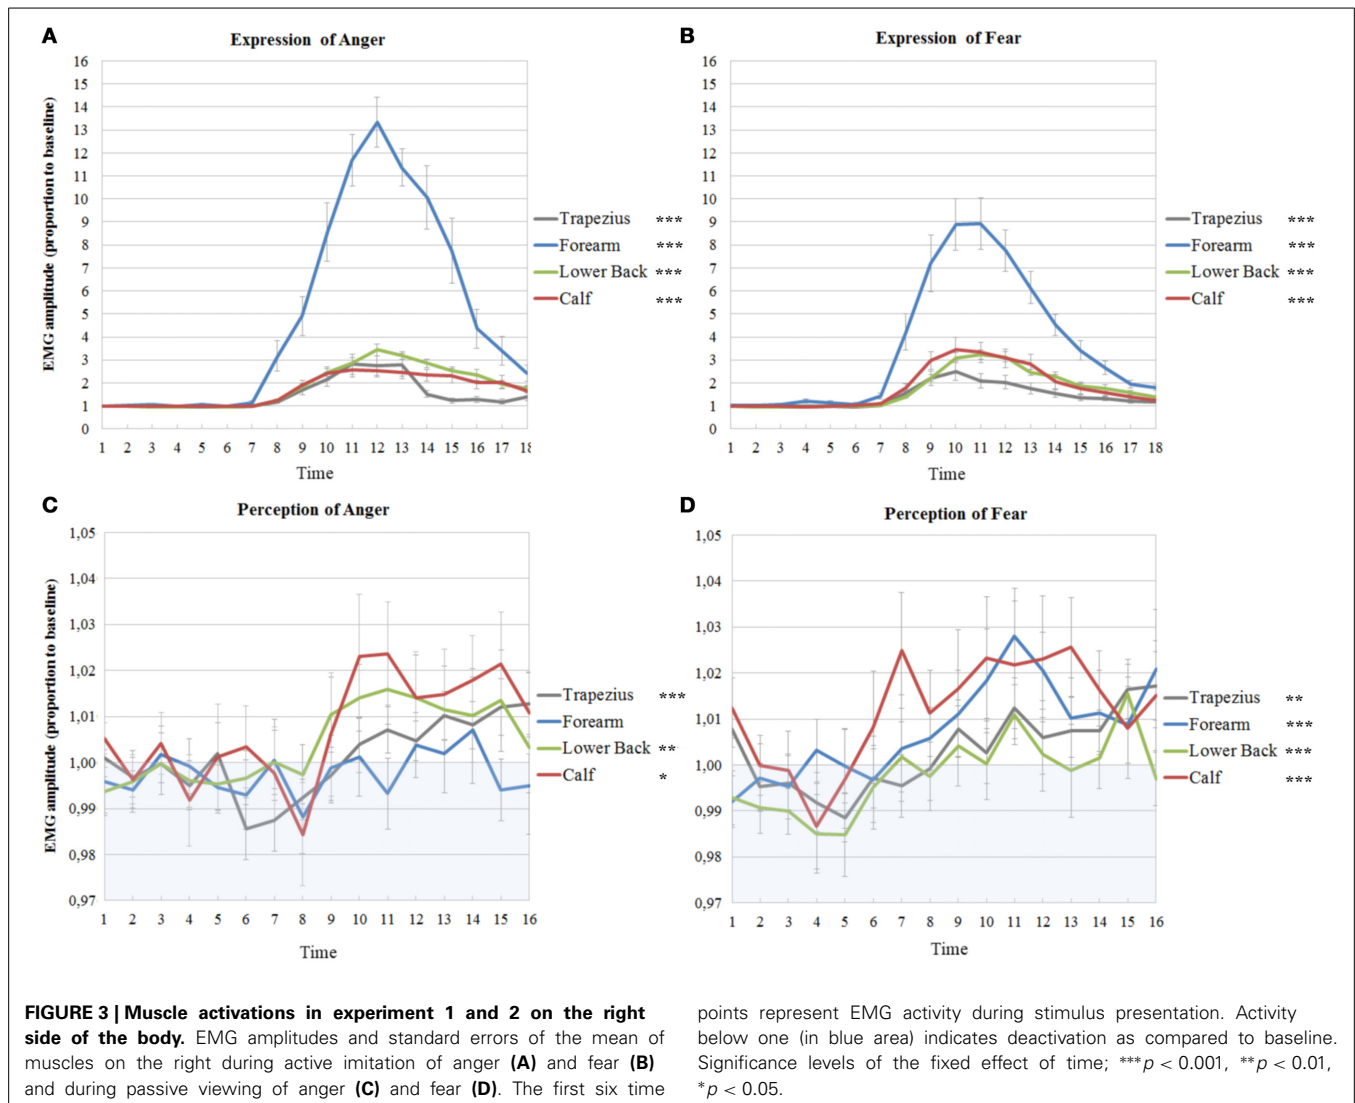 A
Expression of Anger
EMG amplitude (proportion to baseline)
16
15
14
13
12
11
10
9
8
7
6
5
4
3
2
1
0
1 2 3 4 5 6 7 8 9 10 11 12 13 14 15 16 17 18
Time
Trapezius ***
Forearm ***
Lower Back ***
Calf ***
B
Expression of Fear
16
15
14
13
12
11
10
9
8
7
6
5
4
3
2
1
0
1 2 3 4 5 6 7 8 9 10 11 12 13 14 15 16 17 18
Time
Trapezius ***
Forearm ***
Lower Back ***
Calf ***
C
Perception of Anger
EMG amplitude (proportion to baseline)
1,05
1,04
1,03
1,02
1,01
1,00
0,99
0,98
0,97
1 2 3 4 5 6 7 8 9 10 11 12 13 14 15 16
Time
Trapezius ***
Forearm
Lower Back **
Calf *
D
Perception of Fear
1,05
1,04
1,03
1,02
1,01
1,00
0,99
0,98
0,97
1 2 3 4 5 6 7 8 9 10 11 12 13 14 15 16
Time
Trapezius **
Forearm ***
Lower Back ***
Calf ***
FIGURE 3 | Muscle activations in experiment 1 and 2 on the right
side of the body. EMG amplitudes and standard errors of the mean of
muscles on the right during active imitation of anger (A) and fear (B)
and during passive viewing of anger (C) and fear (D). The first six time
points represent EMG activity during stimulus presentation. Activity
below one (in blue area) indicates deactivation as compared to baseline.
Significance levels of the fixed effect of time; ***p < 0.001, **p < 0.01,
*p < 0.05.